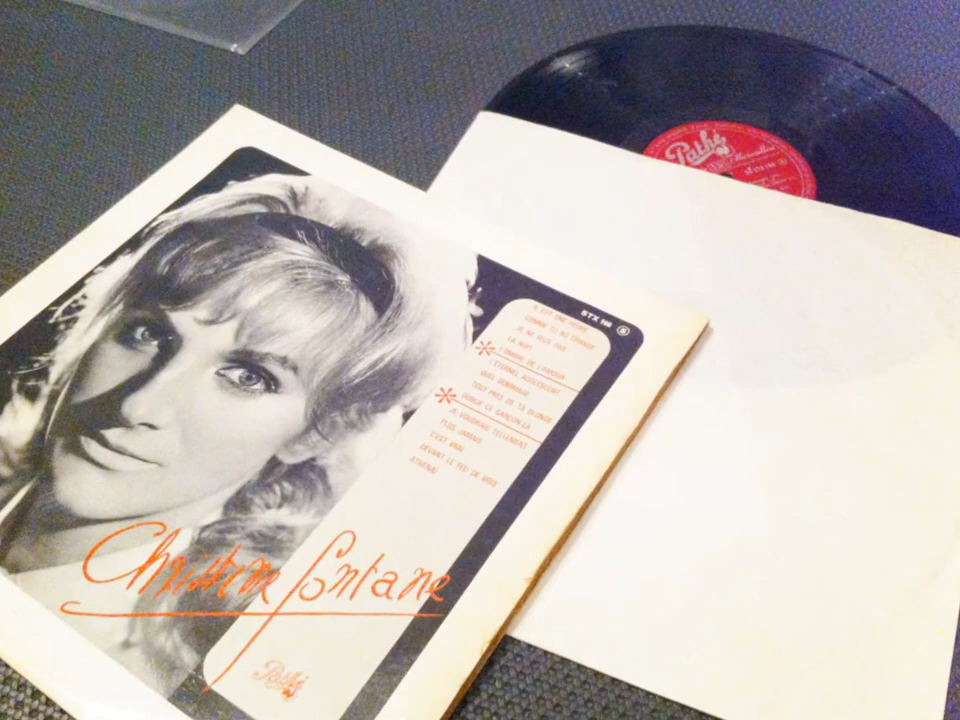 STX 198 S
IL EST UNE HEURE
COMME TU AS CHANGÉ
JE NE VEUX PAS
LA NUIT
* L'OMBRE DE L'AMOUR
L'ÉTERNEL ADOLESCENT
QUEL DOMMAGE
TOUT PRÈS DE TA BLONDE
* OUBLIE CE GARÇON-LÀ
JE VOUDRAIS TELLEMENT
PLUS JAMAIS
C'EST VRAI
DEVANT LE FEU DE BOIS
ATHENAÏ
Christine fontane
Pathé
Pathé